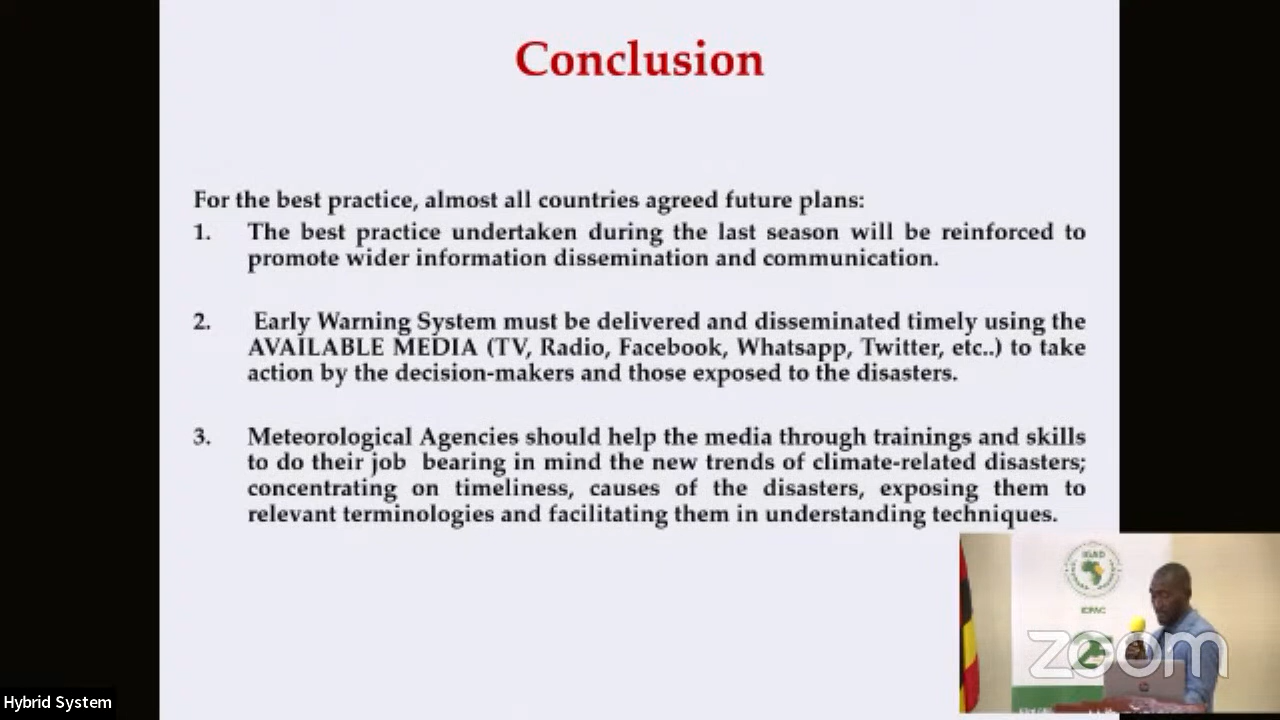 Conclusion
For the best practice, almost all countries agreed future plans:
1. The best practice undertaken during the last season will be reinforced to
promote wider information dissemination and communication.
2. Early Warning System must be delivered and disseminated timely using the
AVAILABLE MEDIA (TV, Radio, Facebook, Whatsapp, Twitter, etc..) to take
action by the decision-makers and those exposed to the disasters.
3. Meteorological Agencies should help the media through trainings and skills
to do their job bearing in mind the new trends of climate-related disasters;
concentrating on timeliness, causes of the disasters, exposing them to
relevant terminologies and facilitating them in understanding techniques.
IGAD
ICPAC
zoom
Hybrid System